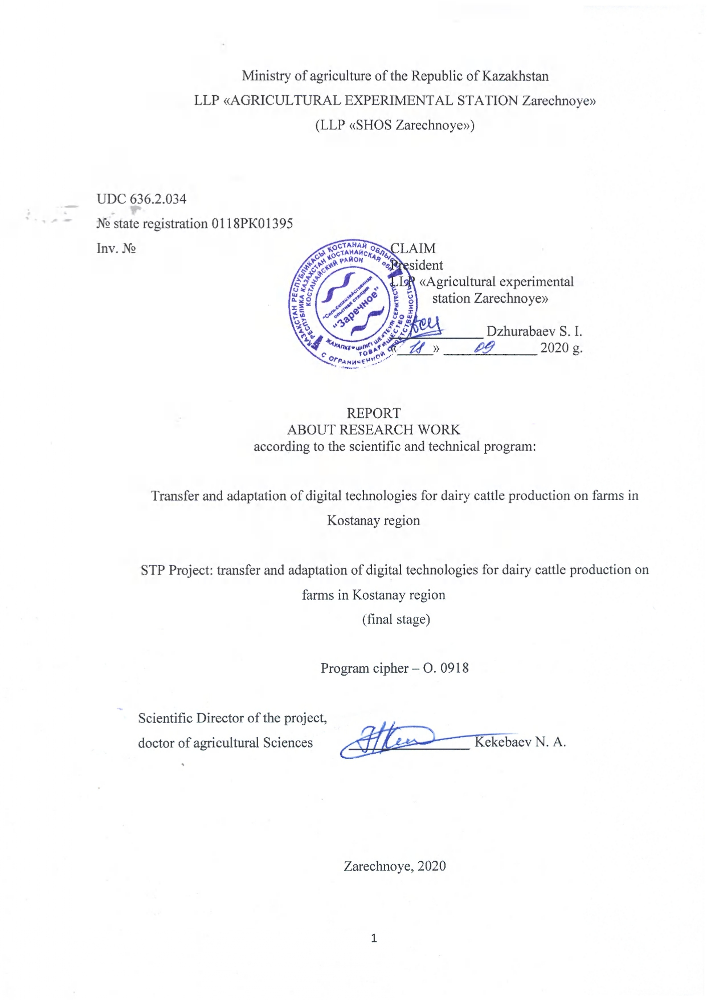 Ministry of agriculture of the Republic of Kazakhstan
LLP «AGRICULTURAL EXPERIMENTAL STATION Zarechnoye»
(LLP «SHOS Zarechnoye»)
UDC 636.2.034
№ state registration 0118РК01395
Inv. №
CLAIM
President
LLP «Agricultural experimental
station Zarechnoye»
Dzhurabaev S. I.
« 18 » 09 2020 g.
ҚАЗАҚСТАН РЕСПУБЛИКАСЫ ҚОСТАНАЙ ОБЛЫСЫ
РЕСПУБЛИКА КАЗАХСТАН КОСТАНАЙСКАЯ обл
КОСТАНАЙСКИЙ РАЙОН
"Сельскохозяйственная
опытная станция
"Заречное"
ЖАУАПКЕРШІЛІГІ ШЕКТЕУЛІ СЕРІКТЕСТІГІ
ТОВАРИЩЕСТВО
С ОГРАНИЧЕННОЙ ОТВЕТСТВЕННОСТЬЮ
REPORT
ABOUT RESEARCH WORK
according to the scientific and technical program:
Transfer and adaptation of digital technologies for dairy cattle production on farms in
Kostanay region
STP Project: transfer and adaptation of digital technologies for dairy cattle production on
farms in Kostanay region
(final stage)
Program cipher – O. 0918
Scientific Director of the project,
doctor of agricultural Sciences Kekebaev N. A.
Zarechnoye, 2020
1